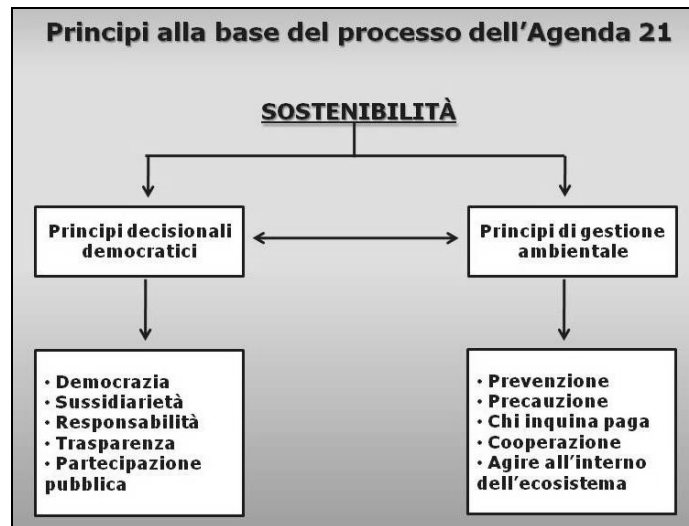 Principi alla base del processo dell’Agenda 21
SOSTENIBILITÀ
Principi decisionali
democratici
Principi di gestione
ambientale
· Democrazia
· Sussidiarietà
· Responsabilità
· Trasparenza
· Partecipazione
pubblica
· Prevenzione
· Precauzione
· Chi inquina paga
· Cooperazione
· Agire all’interno
dell’ecosistema